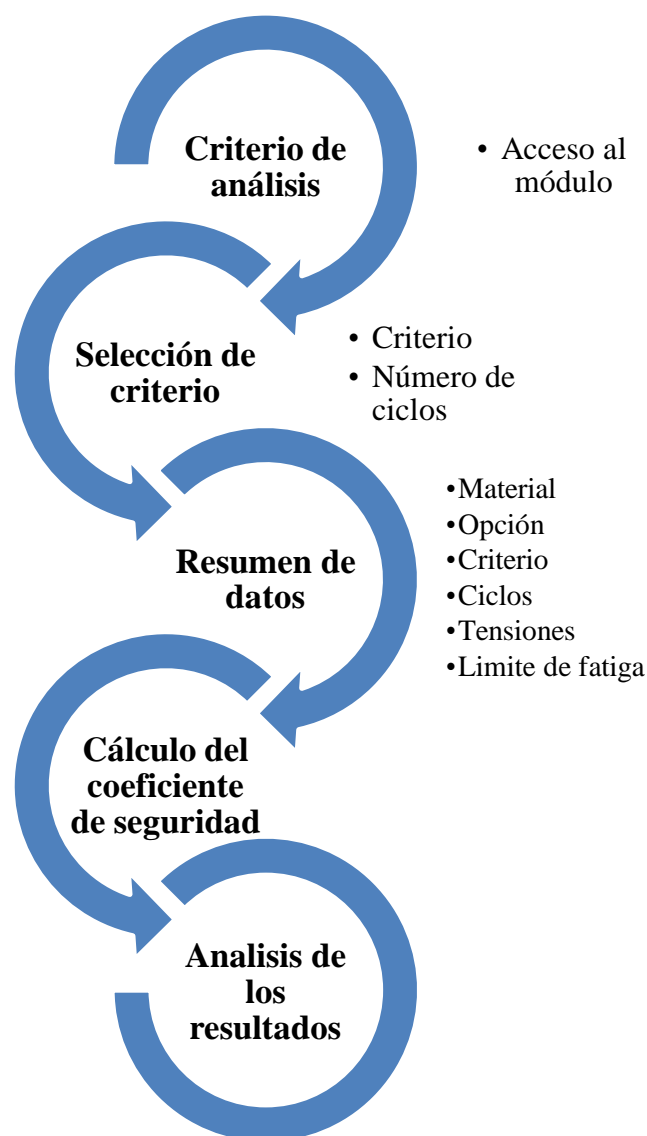 Criterio de
análisis
• Acceso al
módulo
Selección de
criterio
• Criterio
• Número de
ciclos
Resumen de
datos
•Material
•Opción
•Criterio
•Ciclos
•Tensiones
•Limite de fatiga
Cálculo del
coeficiente
de seguridad
Analisis de
los
resultados